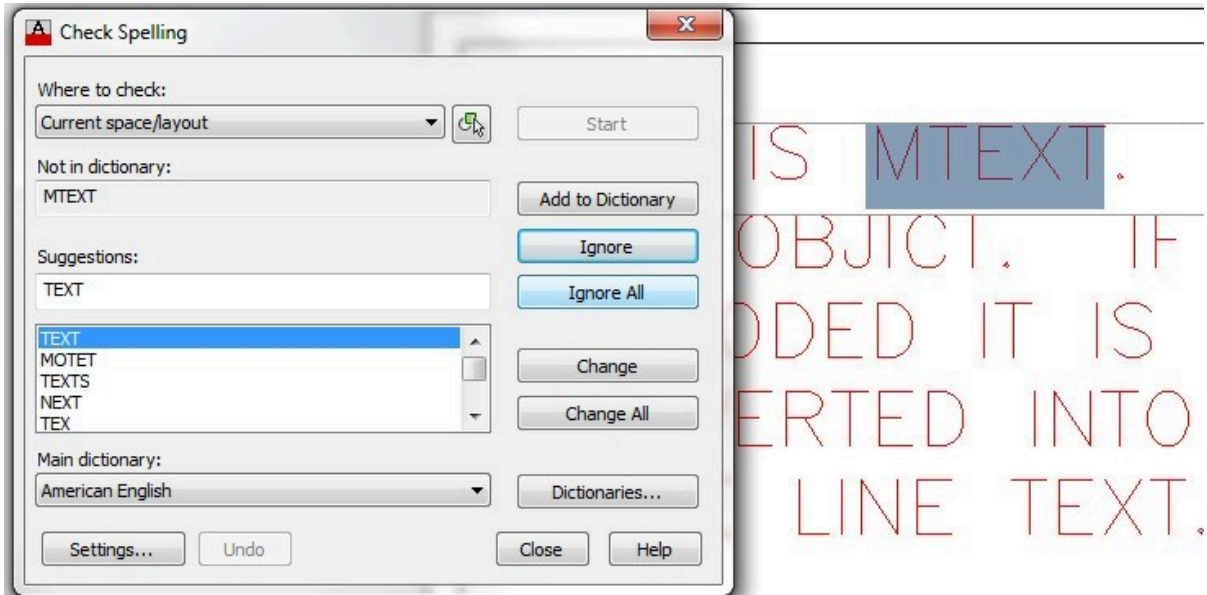 Check Spelling
Where to check:
Current space/layout
Start
Not in dictionary:
MTEXT
Add to Dictionary
Ignore
Suggestions:
TEXT
Ignore All
TEXT
MOTET
TEXTS
NEXT
TEX
Change
Change All
Main dictionary:
American English
Dictionaries...
Settings...
Undo
Close
Help
IS MTEXT.
OBJICT. IF
DDED IT IS
ERTED INTO
LINE TEXT.